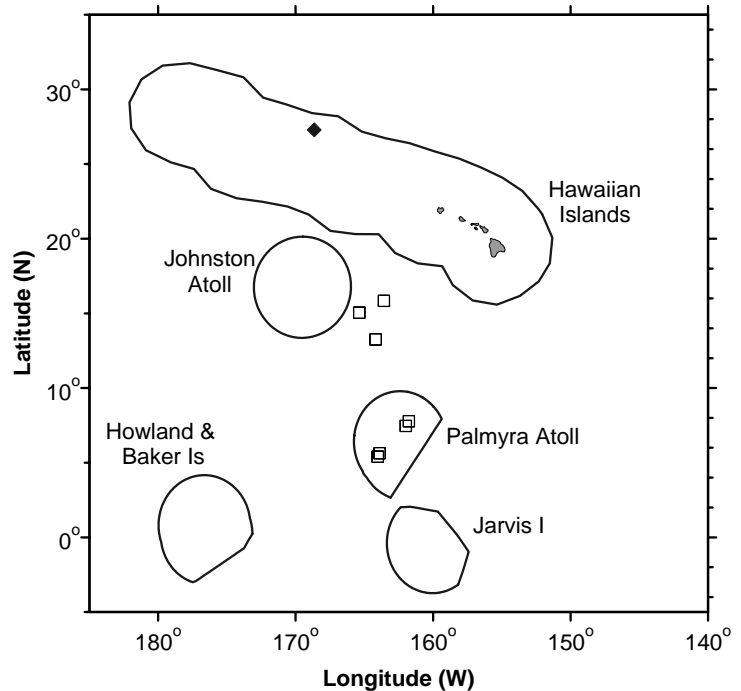 30°
20°
10°
0°
Latitude (N)
Hawaiian
Islands
Johnston
Atoll
Howland &
Baker Is
Palmyra Atoll
Jarvis I
180°
170°
160°
150°
140°
Longitude (W)